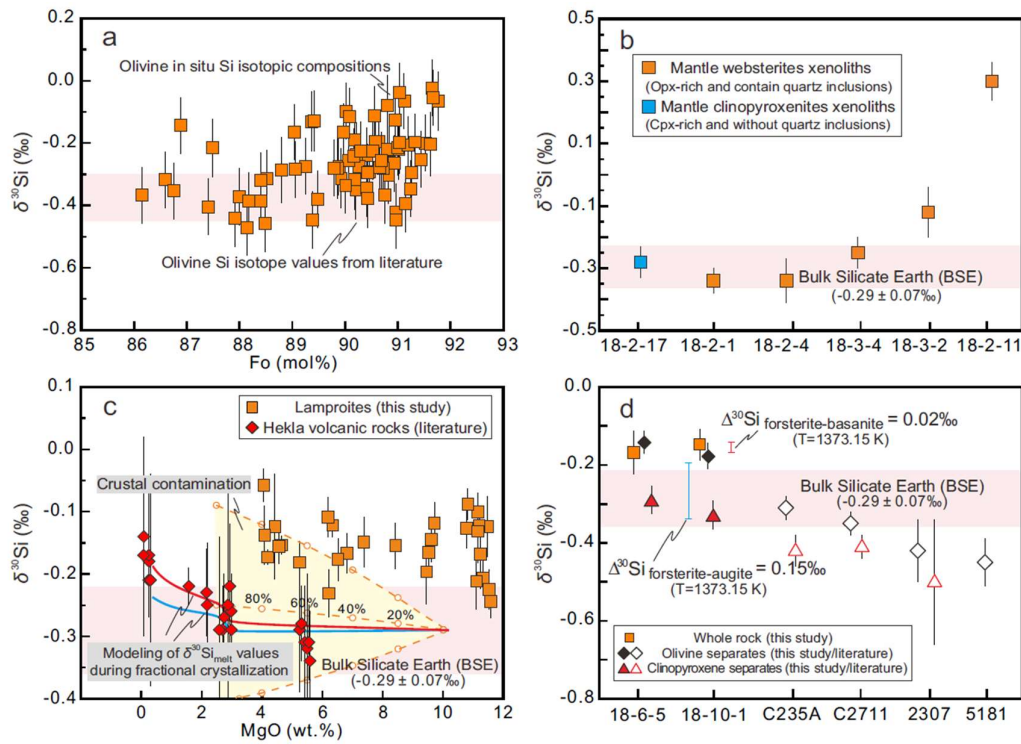 a
0.2
0.0
-0.2
-0.4
-0.6
-0.8
δ³⁰Si (‰)
Olivine in situ Si isotopic compositions
Olivine Si isotope values from literature
85 86 87 88 89 90 91 92 93
Fo (mol%)
b
0.5
0.3
0.1
-0.1
-0.3
-0.5
δ³⁰Si (‰)
Mantle websterites xenoliths
(Opx-rich and contain quartz inclusions)
Mantle clinopyroxenites xenoliths
(Cpx-rich and without quartz inclusions)
Bulk Silicate Earth (BSE)
(-0.29 ± 0.07‰)
18-2-17 18-2-1 18-2-4 18-3-4 18-3-2 18-2-11
c
0.1
-0.0
-0.1
-0.2
-0.3
-0.4
δ³⁰Si (‰)
Lamproites (this study)
Hekla volcanic rocks (literature)
Crustal contamination
80% 60% 40% 20%
Modeling of δ³⁰Si melt values
during fractional crystallization
Bulk Silicate Earth (BSE)
(-0.29 ± 0.07‰)
0 2 4 6 8 10 12
MgO (wt.%)
d
-0.0
-0.2
-0.4
-0.6
-0.8
δ³⁰Si (‰)
Δ³⁰Si forsterite-basanite = 0.02‰
(T=1373.15 K)
Bulk Silicate Earth (BSE)
(-0.29 ± 0.07‰)
Δ³⁰Si forsterite-augite = 0.15‰
(T=1373.15 K)
Whole rock (this study)
Olivine separates (this study/literature)
Clinopyroxene separates (this study/literature)
18-6-5 18-10-1 C235A C2711 2307 5181